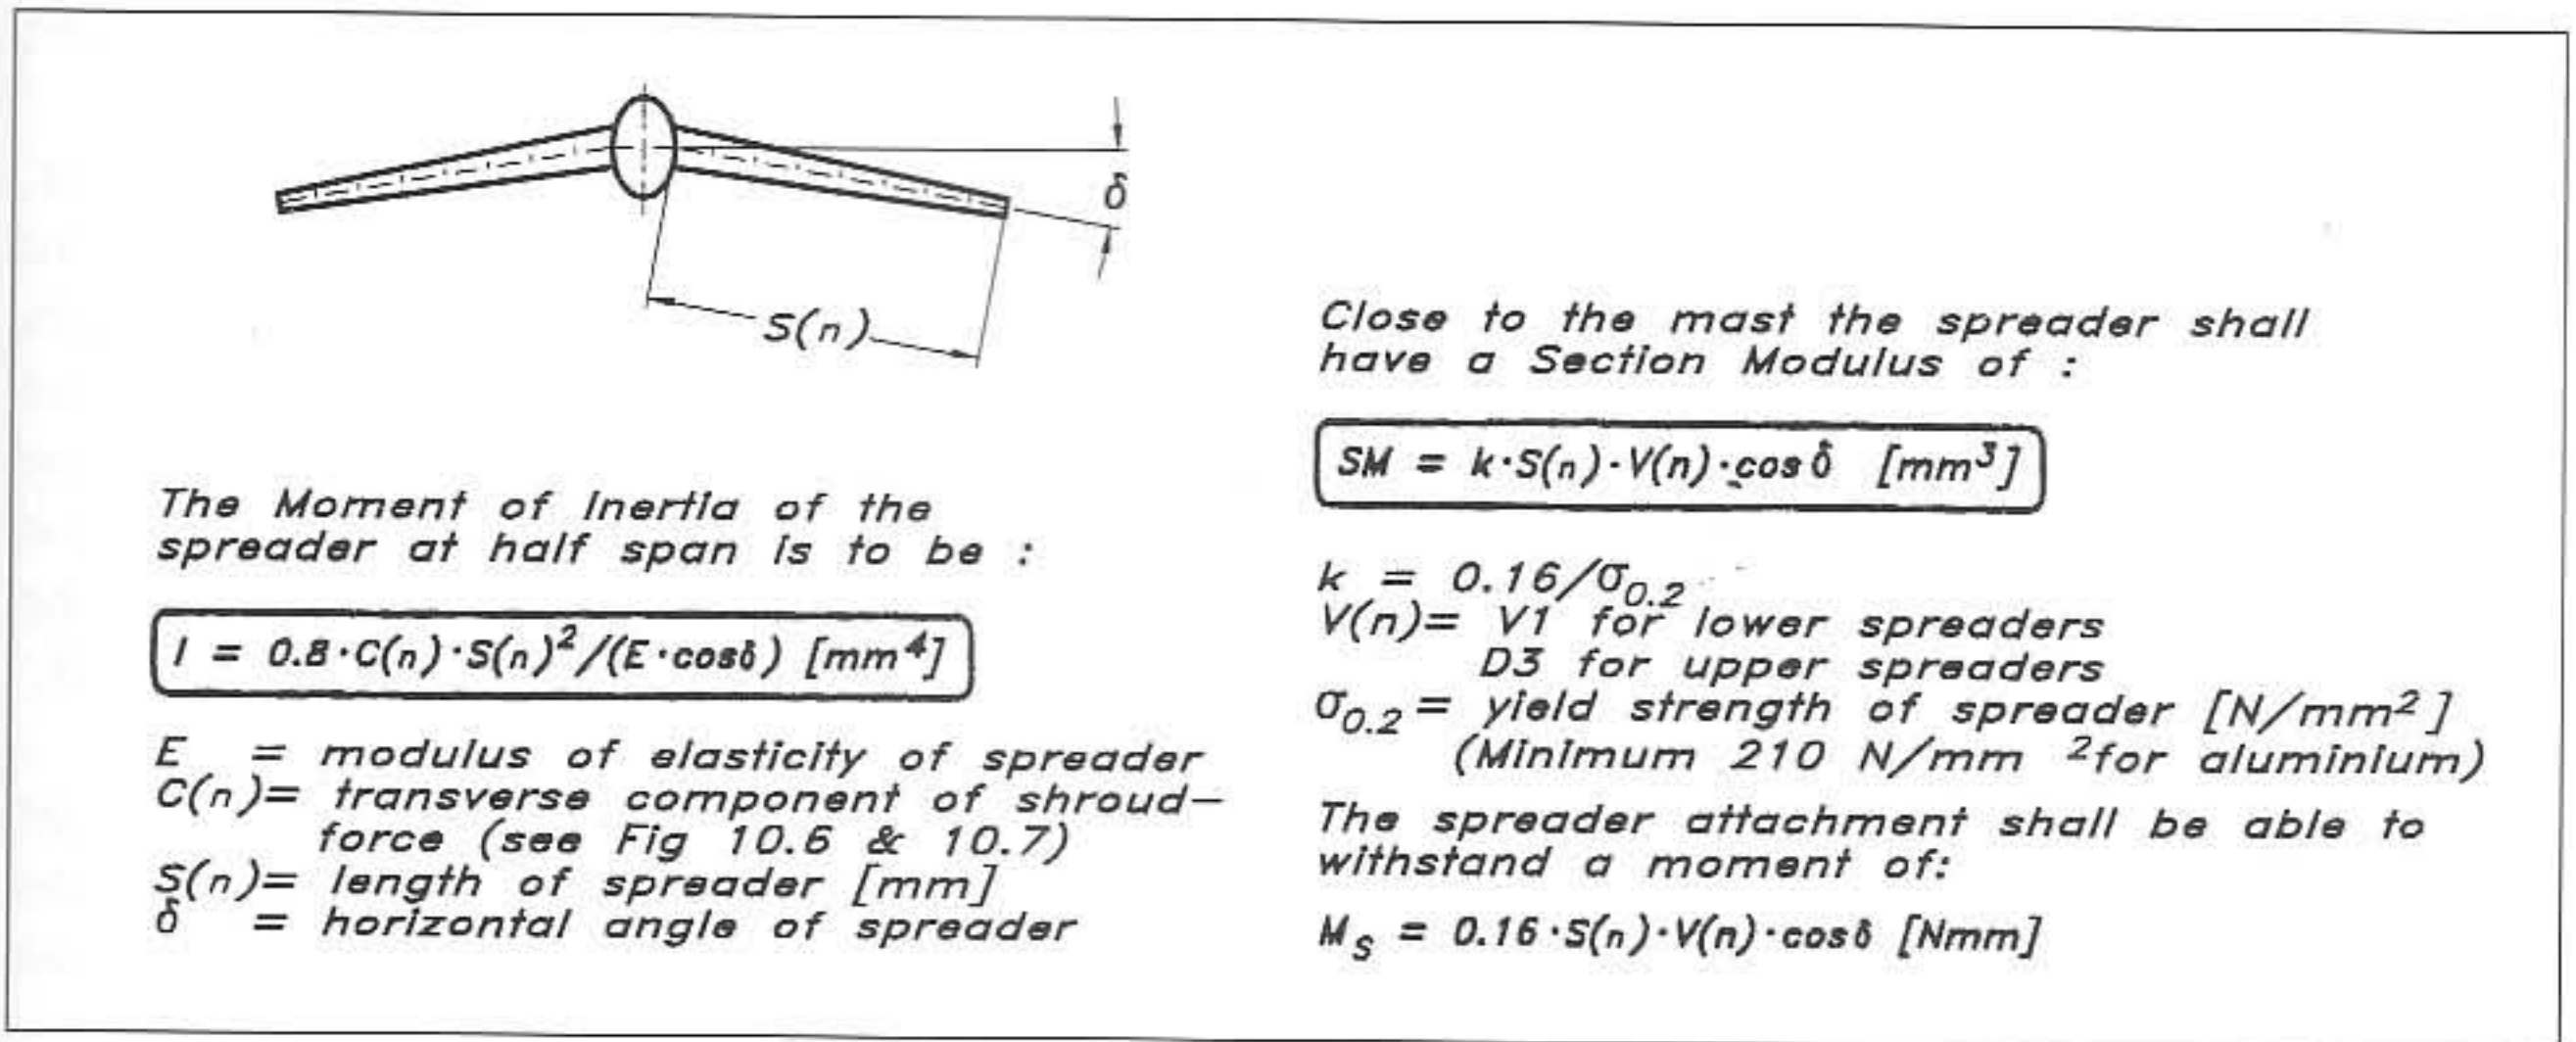 δ
S(n)
The Moment of Inertia of the
spreader at half span is to be :
I = 0.8·C(n)·S(n)²/(E·cosδ) [mm⁴]
E = modulus of elasticity of spreader
C(n)= transverse component of shroud–
force (see Fig 10.6 & 10.7)
S(n)= length of spreader [mm]
δ = horizontal angle of spreader
Close to the mast the spreader shall
have a Section Modulus of :
SM = k·S(n)·V(n)·cosδ [mm³]
k = 0.16/σ0.2
V(n)= V1 for lower spreaders
D3 for upper spreaders
σ0.2= yield strength of spreader [N/mm²]
(Minimum 210 N/mm ²for aluminium)
The spreader attachment shall be able to
withstand a moment of:
MS = 0.16·S(n)·V(n)·cosδ [Nmm]